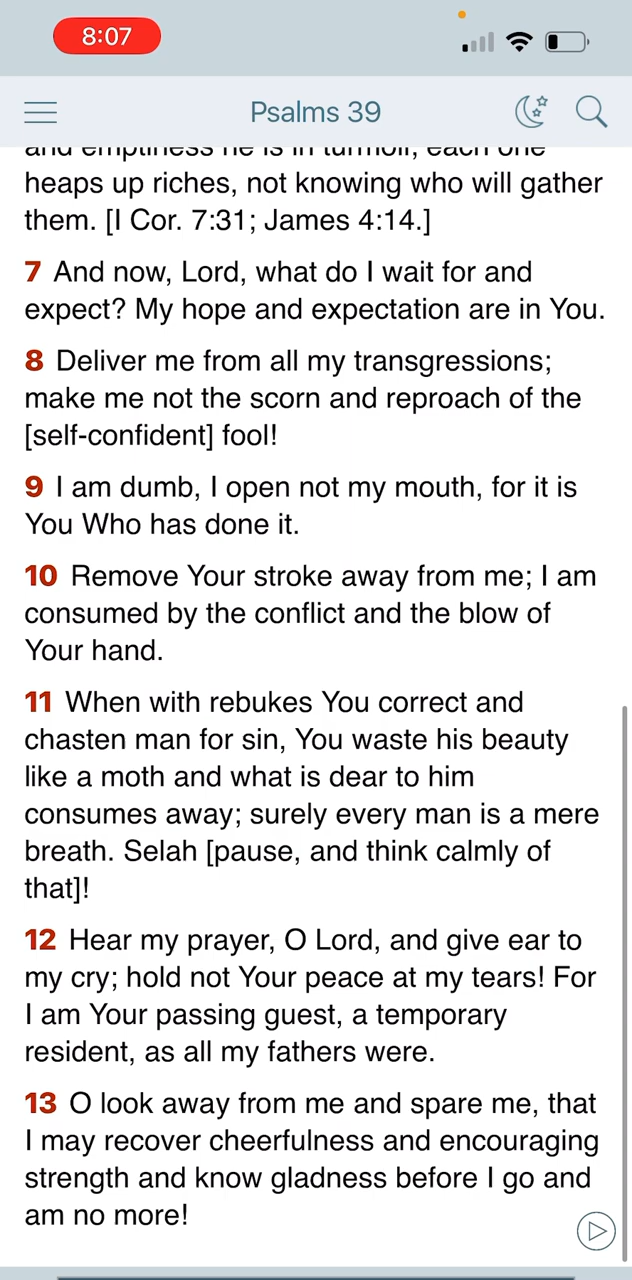 8:07
Psalms 39
and emptiness he is in turmoil; each one
heaps up riches, not knowing who will gather
them. [I Cor. 7:31; James 4:14.]
7 And now, Lord, what do I wait for and
expect? My hope and expectation are in You.
8 Deliver me from all my transgressions;
make me not the scorn and reproach of the
[self-confident] fool!
9 I am dumb, I open not my mouth, for it is
You Who has done it.
10 Remove Your stroke away from me; I am
consumed by the conflict and the blow of
Your hand.
11 When with rebukes You correct and
chasten man for sin, You waste his beauty
like a moth and what is dear to him
consumes away; surely every man is a mere
breath. Selah [pause, and think calmly of
that]!
12 Hear my prayer, O Lord, and give ear to
my cry; hold not Your peace at my tears! For
I am Your passing guest, a temporary
resident, as all my fathers were.
13 O look away from me and spare me, that
I may recover cheerfulness and encouraging
strength and know gladness before I go and
am no more!